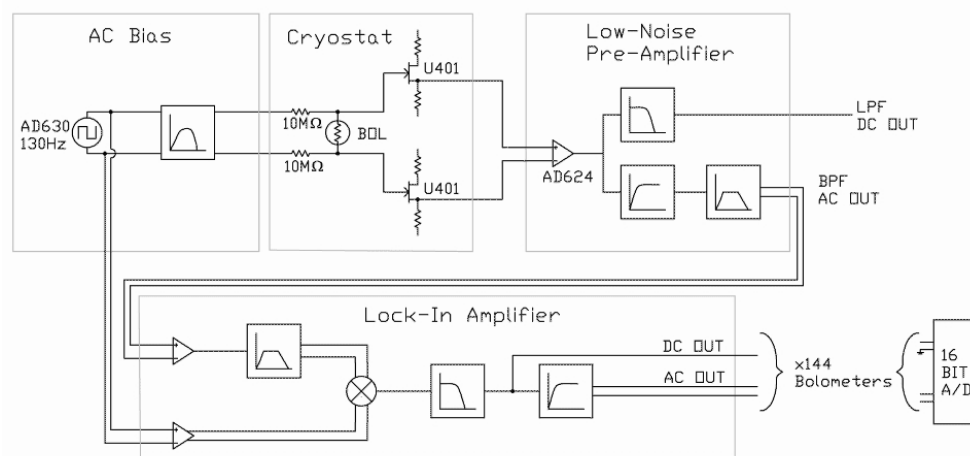 AC Bias
AD630
130Hz
Cryostat
10MΩ
BOL
10MΩ
U401
U401
Low-Noise
Pre-Amplifier
AD624
LPF
DC OUT
BPF
AC OUT
Lock-In Amplifier
DC OUT
AC OUT
x144
Bolometers
16
BIT
A/D